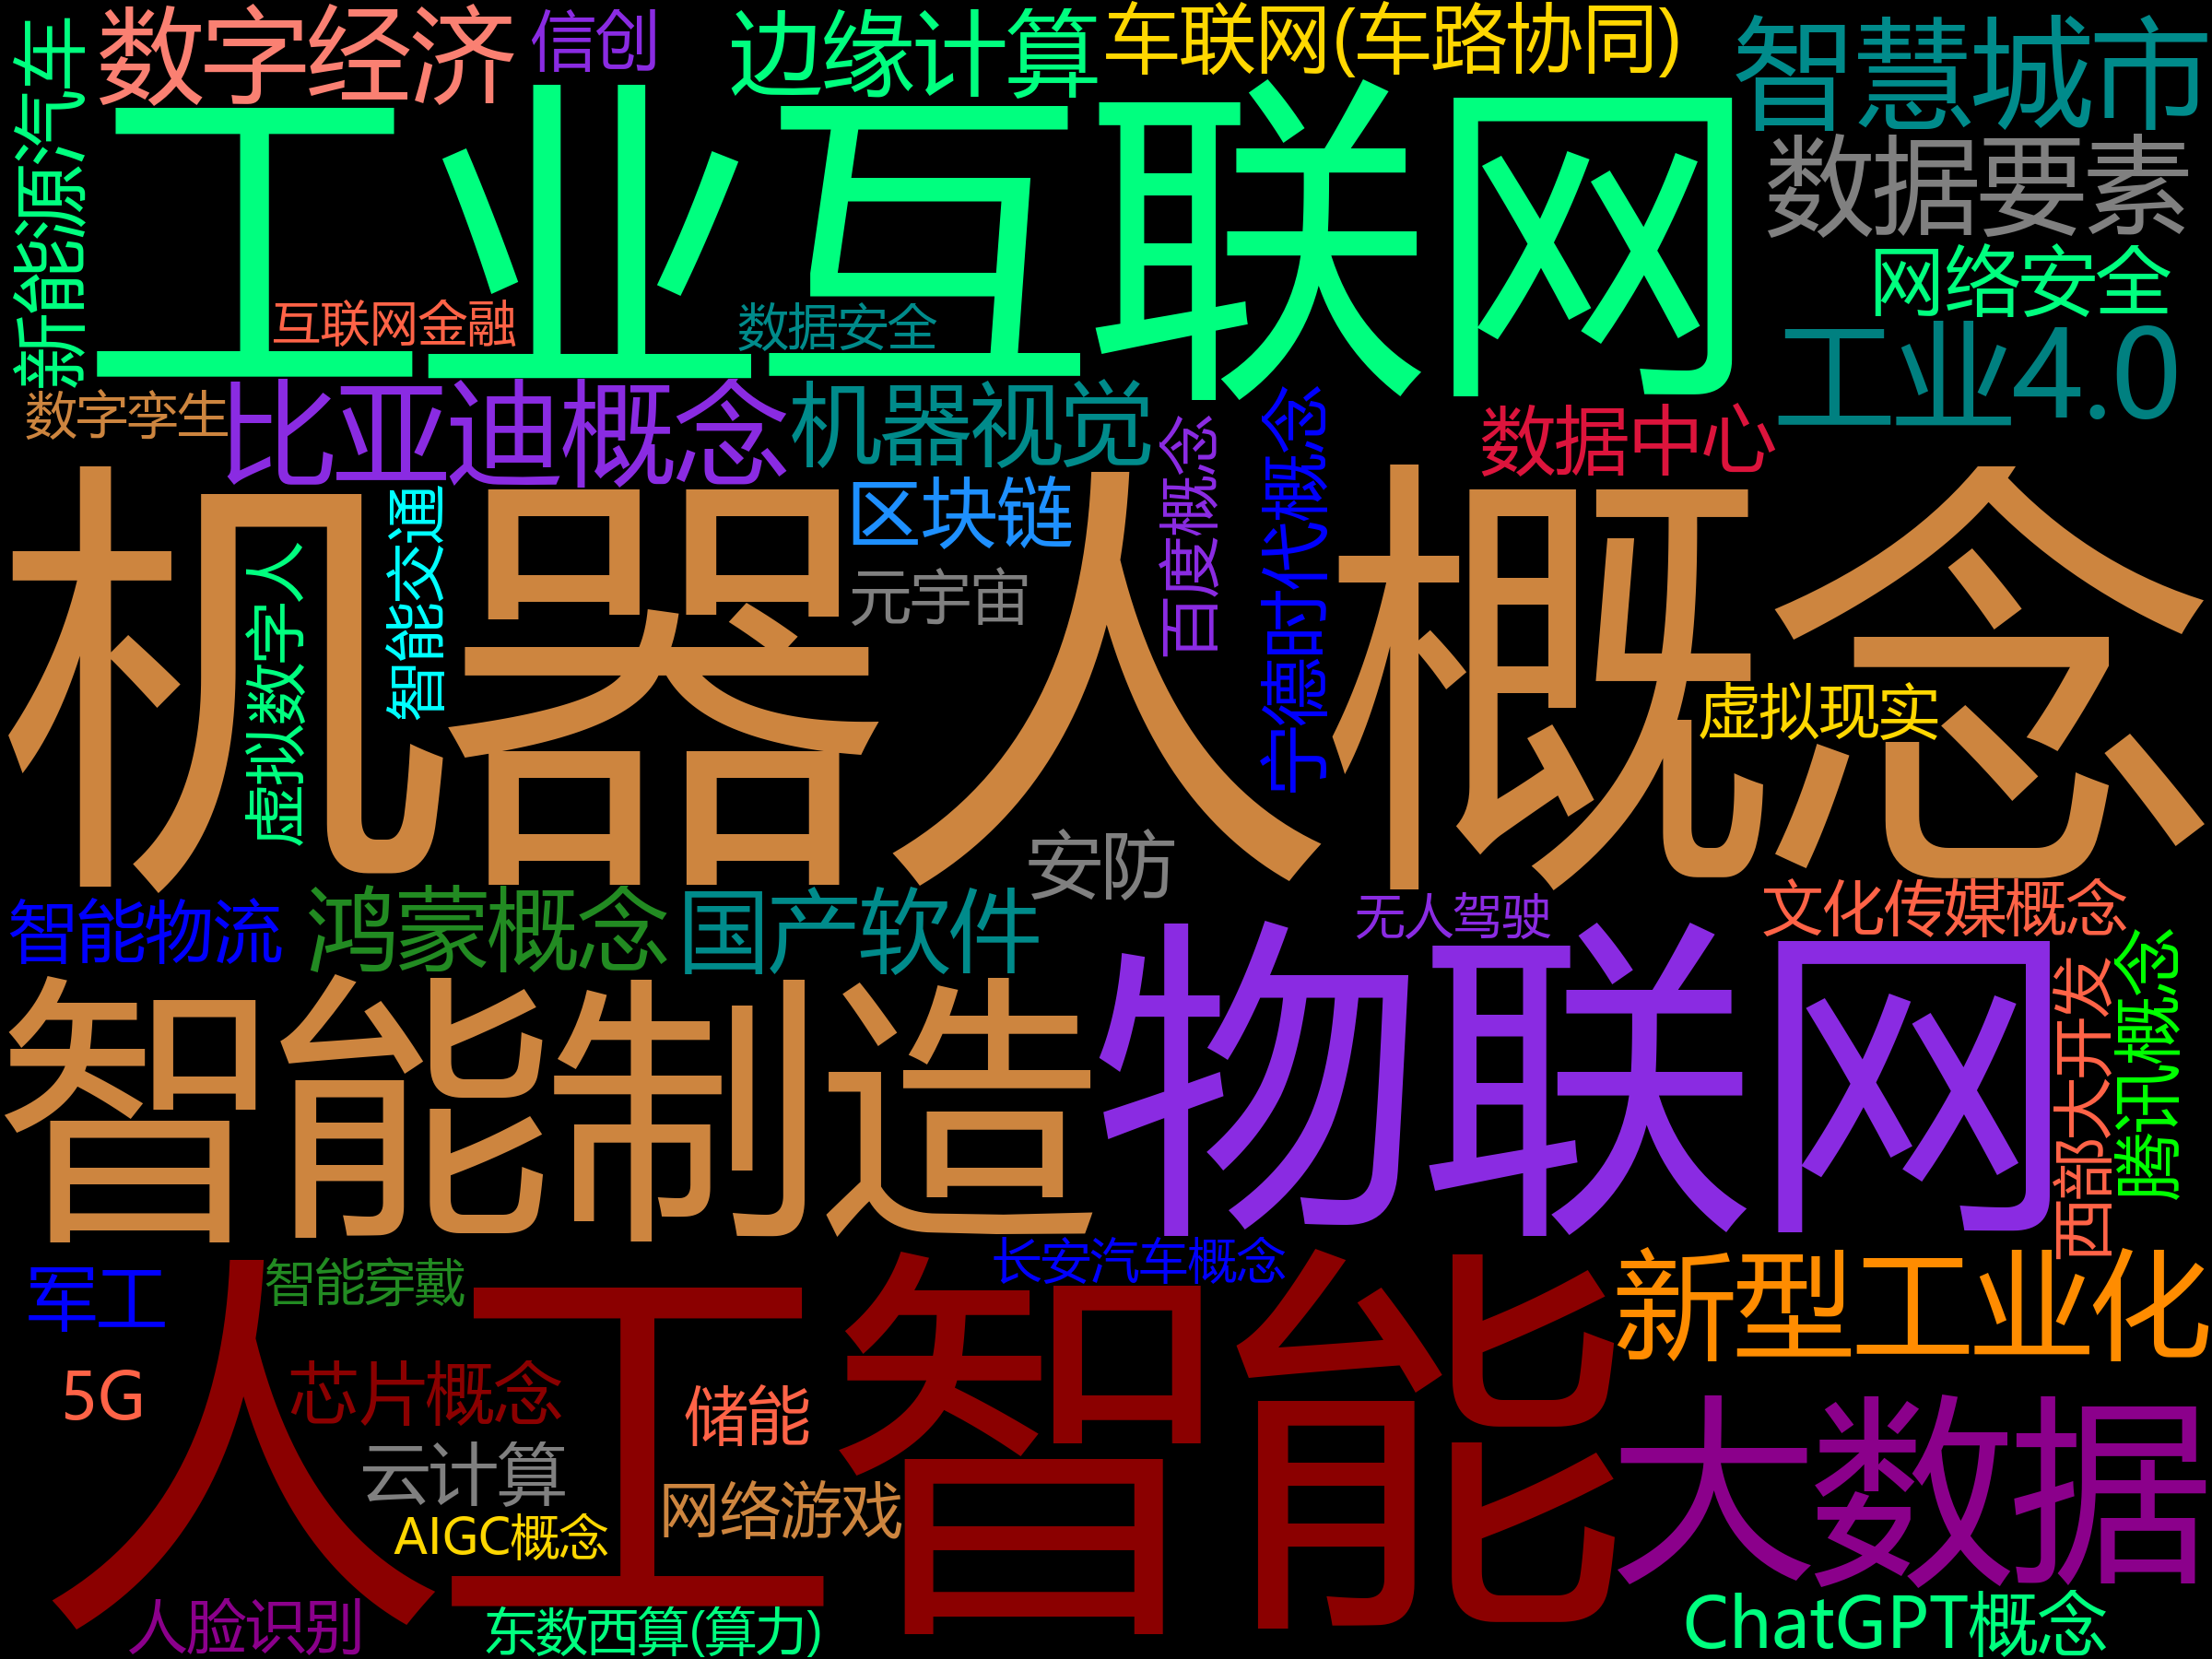 新能源汽车
数字经济
信创
边缘计算
车联网(车路协同)
智慧城市
工业互联网
数据要素
网络安全
互联网金融
数据安全
工业4.0
数字孪生
比亚迪概念
机器视觉
百度概念
宁德时代概念
数据中心
机器人概念
智能交通
区块链
元宇宙
虚拟数字人
虚拟现实
安防
智能物流
鸿蒙概念
国产软件
无人驾驶
文化传媒概念
智能制造
物联网
西部大开发
腾讯概念
军工
智能穿戴
长安汽车概念
新型工业化
人工智能
5G
芯片概念
储能
大数据
云计算
网络游戏
AIGC概念
人脸识别
东数西算(算力)
ChatGPT概念